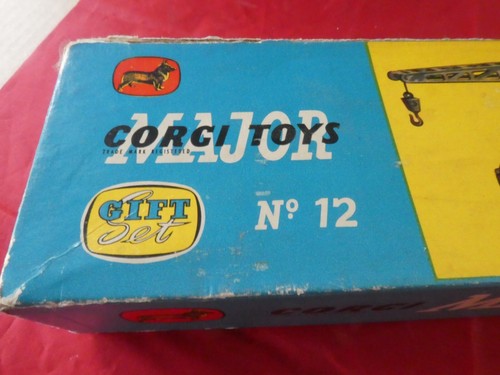 MAJOR
CORGI TOYS
TRADE MARK REGISTERED
GIFT
Set
Nº 12
CORGI